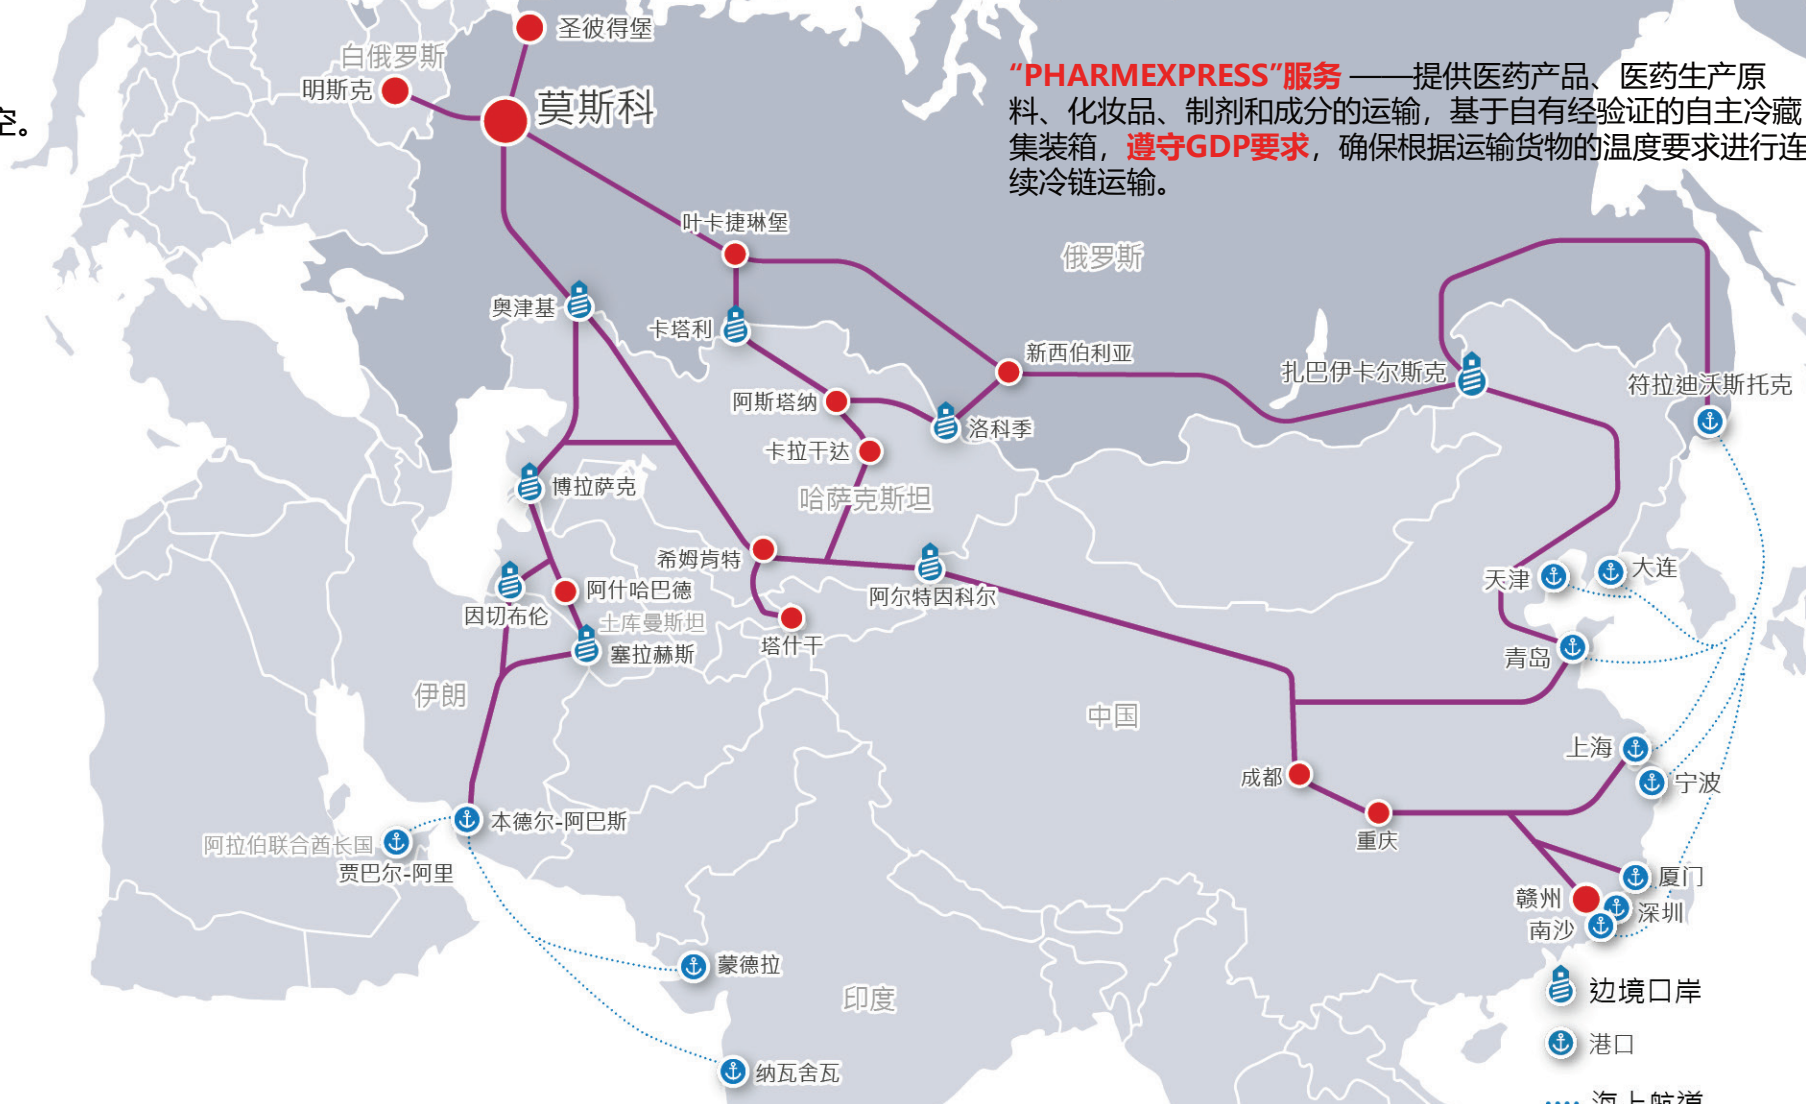 圣彼得堡
白俄罗斯
明斯克
莫斯科
空。
“PHARMEXPRESS”服务 ——提供医药产品、医药生产原
料、化妆品、制剂和成分的运输，基于自有经验证的自主冷藏
集装箱，遵守GDP要求，确保根据运输货物的温度要求进行连
续冷链运输。
叶卡捷琳堡
俄罗斯
奥津基
卡塔利
新西伯利亚
扎巴伊卡尔斯克
符拉迪沃斯托克
阿斯塔纳
洛科季
卡拉干达
博拉萨克
哈萨克斯坦
希姆肯特
阿尔特因科尔
天津
大连
阿什哈巴德
因切布伦
土库曼斯坦
塔什干
塞拉赫斯
青岛
伊朗
中国
上海
成都
宁波
本德尔-阿巴斯
重庆
阿拉伯联合酋长国
贾巴尔-阿里
厦门
赣州
深圳
南沙
蒙德拉
印度
边境口岸
港口
纳瓦舍瓦
海上航道